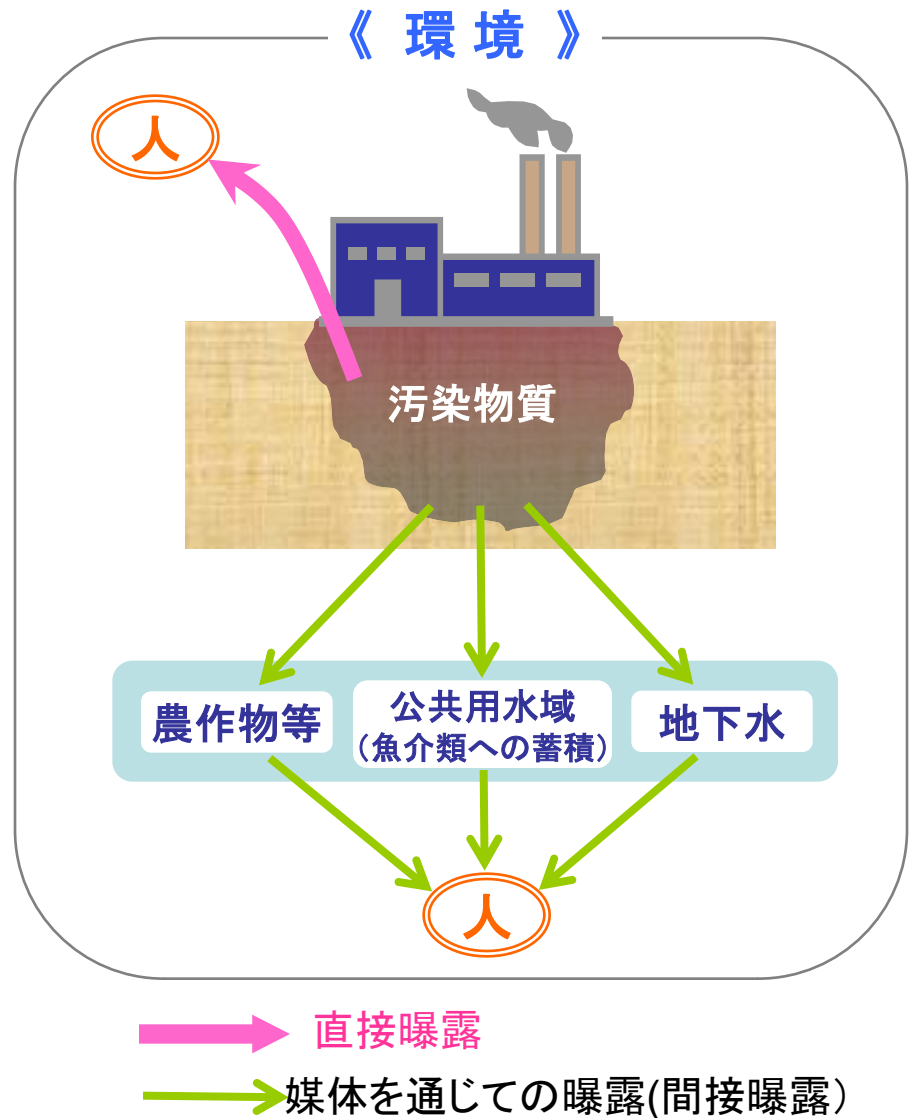 《 環 境 》
人
汚染物質
農作物等
公共用水域
(魚介類への蓄積)
地下水
人
直接曝露
媒体を通じての曝露(間接曝露)